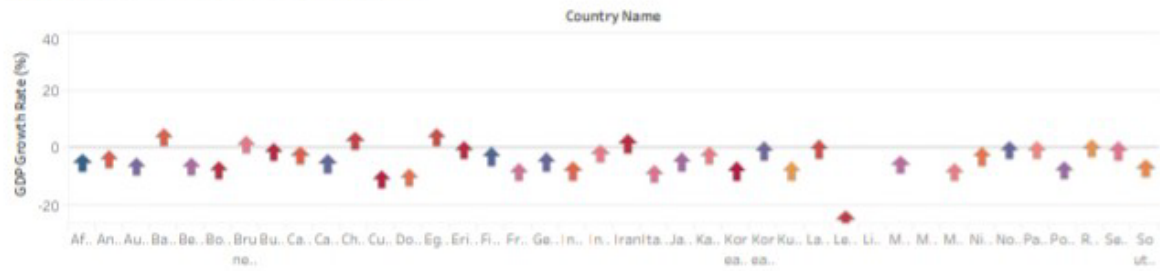 Country Name
GDP Growth Rate (%)
40
20
0
-20
Af.. An.. Au.. Ba.. Be.. Bo.. Bru Bu.. Ca.. Ca.. Ch.. Cu.. Do.. Eg.. Eri.. Fi.. Fr.. Ge.. In.. In.. Iran Ita.. Ja.. Ka.. Kor Kor Ku.. La.. Le.. Li.. M.. M.. M.. Ni.. No.. Pa.. Po.. R.. Se.. So
ne.. ea.. ea.. ut..